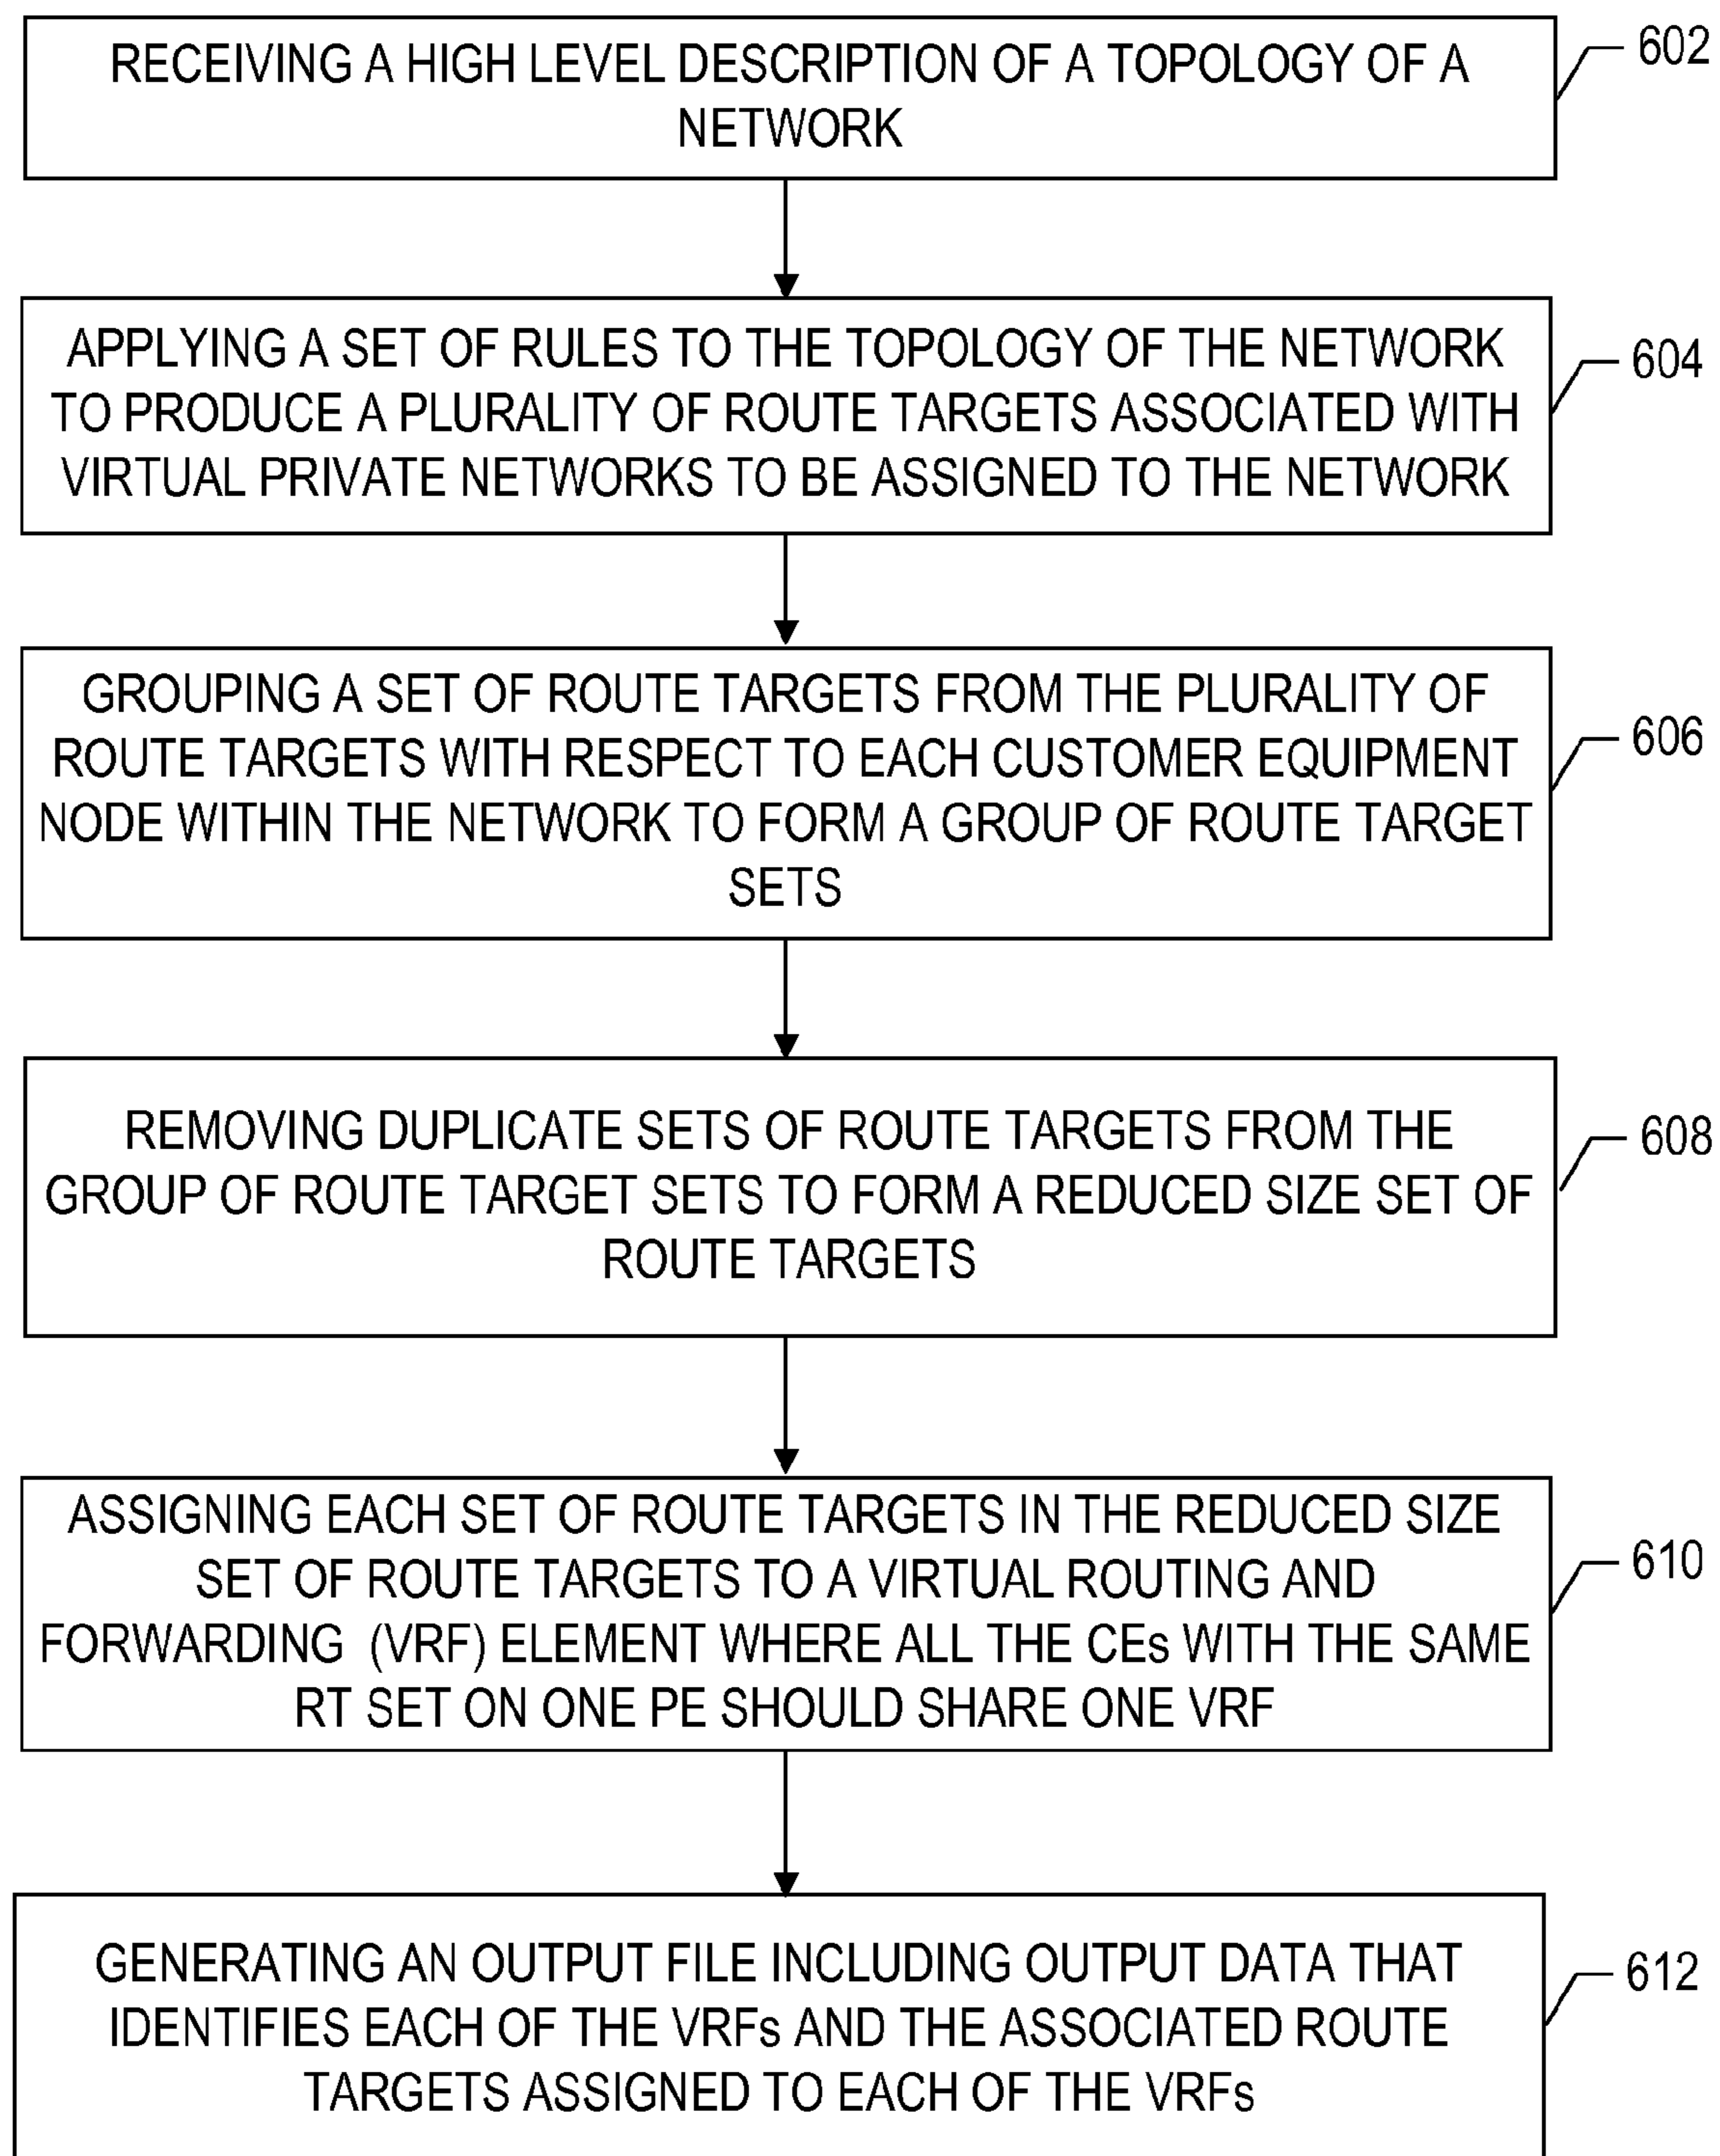 RECEIVING A HIGH LEVEL DESCRIPTION OF A TOPOLOGY OF A
NETWORK
602
APPLYING A SET OF RULES TO THE TOPOLOGY OF THE NETWORK
TO PRODUCE A PLURALITY OF ROUTE TARGETS ASSOCIATED WITH
VIRTUAL PRIVATE NETWORKS TO BE ASSIGNED TO THE NETWORK
604
GROUPING A SET OF ROUTE TARGETS FROM THE PLURALITY OF
ROUTE TARGETS WITH RESPECT TO EACH CUSTOMER EQUIPMENT
NODE WITHIN THE NETWORK TO FORM A GROUP OF ROUTE TARGET
SETS
606
REMOVING DUPLICATE SETS OF ROUTE TARGETS FROM THE
GROUP OF ROUTE TARGET SETS TO FORM A REDUCED SIZE SET OF
ROUTE TARGETS
608
ASSIGNING EACH SET OF ROUTE TARGETS IN THE REDUCED SIZE
SET OF ROUTE TARGETS TO A VIRTUAL ROUTING AND
FORWARDING (VRF) ELEMENT WHERE ALL THE CEs WITH THE SAME
RT SET ON ONE PE SHOULD SHARE ONE VRF
610
GENERATING AN OUTPUT FILE INCLUDING OUTPUT DATA THAT
IDENTIFIES EACH OF THE VRFs AND THE ASSOCIATED ROUTE
TARGETS ASSIGNED TO EACH OF THE VRFs
612